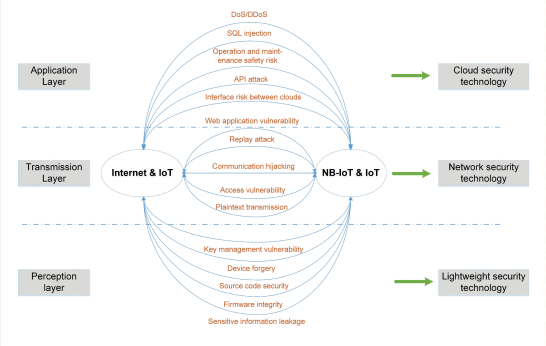 DoS/DDoS
SQL injection
Operation and maint-
enance safety risk
API attack
Interface risk between clouds
Web application vulnerability
Application
Layer
Cloud security
technology
Replay attack
Communication hijacking
Access vulnerability
Plaintext transmission
Transmission
Layer
Internet & IoT
NB-IoT & IoT
Network security
technology
Key management vulnerability
Device forgery
Source code security
Firmware integrity
Sensitive information leakage
Perception
layer
Lightweight security
technology